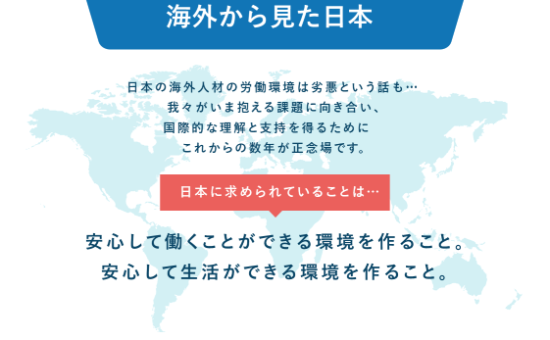 海外から見た日本
日本の海外人材の労働環境は劣悪という話も…
我々がいま抱える課題に向き合い、
国際的な理解と支持を得るために
これからの数年が正念場です。
日本に求められていることは…
安心して働くことができる環境を作ること。
安心して生活ができる環境を作ること。